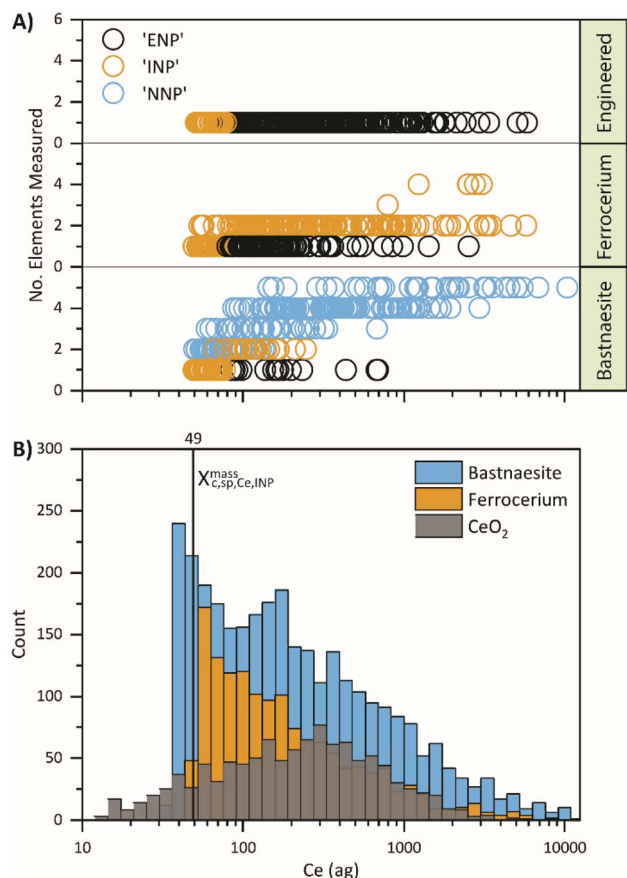 A)
'ENP'
'INP'
'NNP'
No. Elements Measured
6
4
2
0
Engineered
4
2
0
Ferrocerium
6
4
2
0
Bastnaesite
B)
49
X^mass_c,sp,Ce,INP
Bastnaesite
Ferrocerium
CeO₂
Count
300
250
200
150
100
50
0
10 100 1000 10000
Ce (ag)